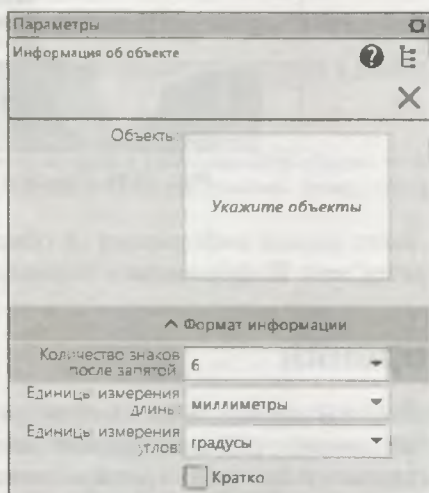 Параметры
Информация об объекте
?
Объекты
Укажите объекты
Формат информации
Количество знаков
после запятой:
6
Единицы измерения
длины:
миллиметры
Единицы измерения
углов:
градусы
Кратко